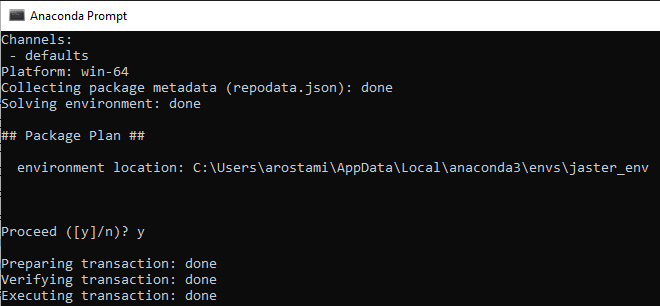 Anaconda Prompt
Channels:
- defaults
Platform: win-64
Collecting package metadata (repodata.json): done
Solving environment: done
## Package Plan ##
environment location: C:\Users\arostami\AppData\Local\anaconda3\envs\jaster_env
Proceed ([y]/n)? y
Preparing transaction: done
Verifying transaction: done
Executing transaction: done